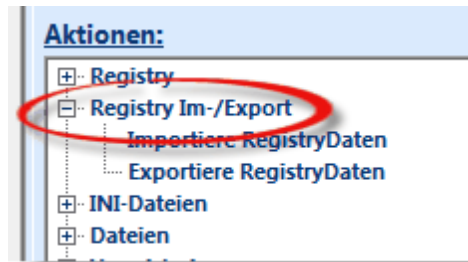 Aktionen:
Registry
Registry Im-/Export
Importiere RegistryDaten
Exportiere RegistryDaten
INI-Dateien
Dateien